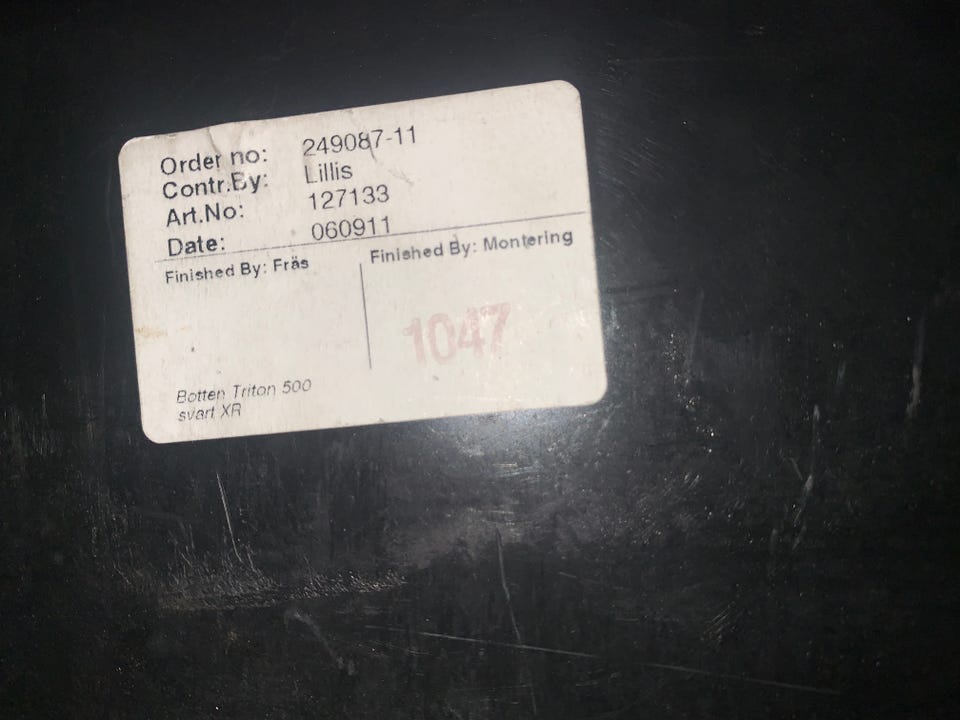 Order no: 249087-11
Contr.By: Lillis
Art.No: 127133
Date: 060911
Finished By: Fräs
Finished By: Montering
1047
Botten Triton 500
svart XR